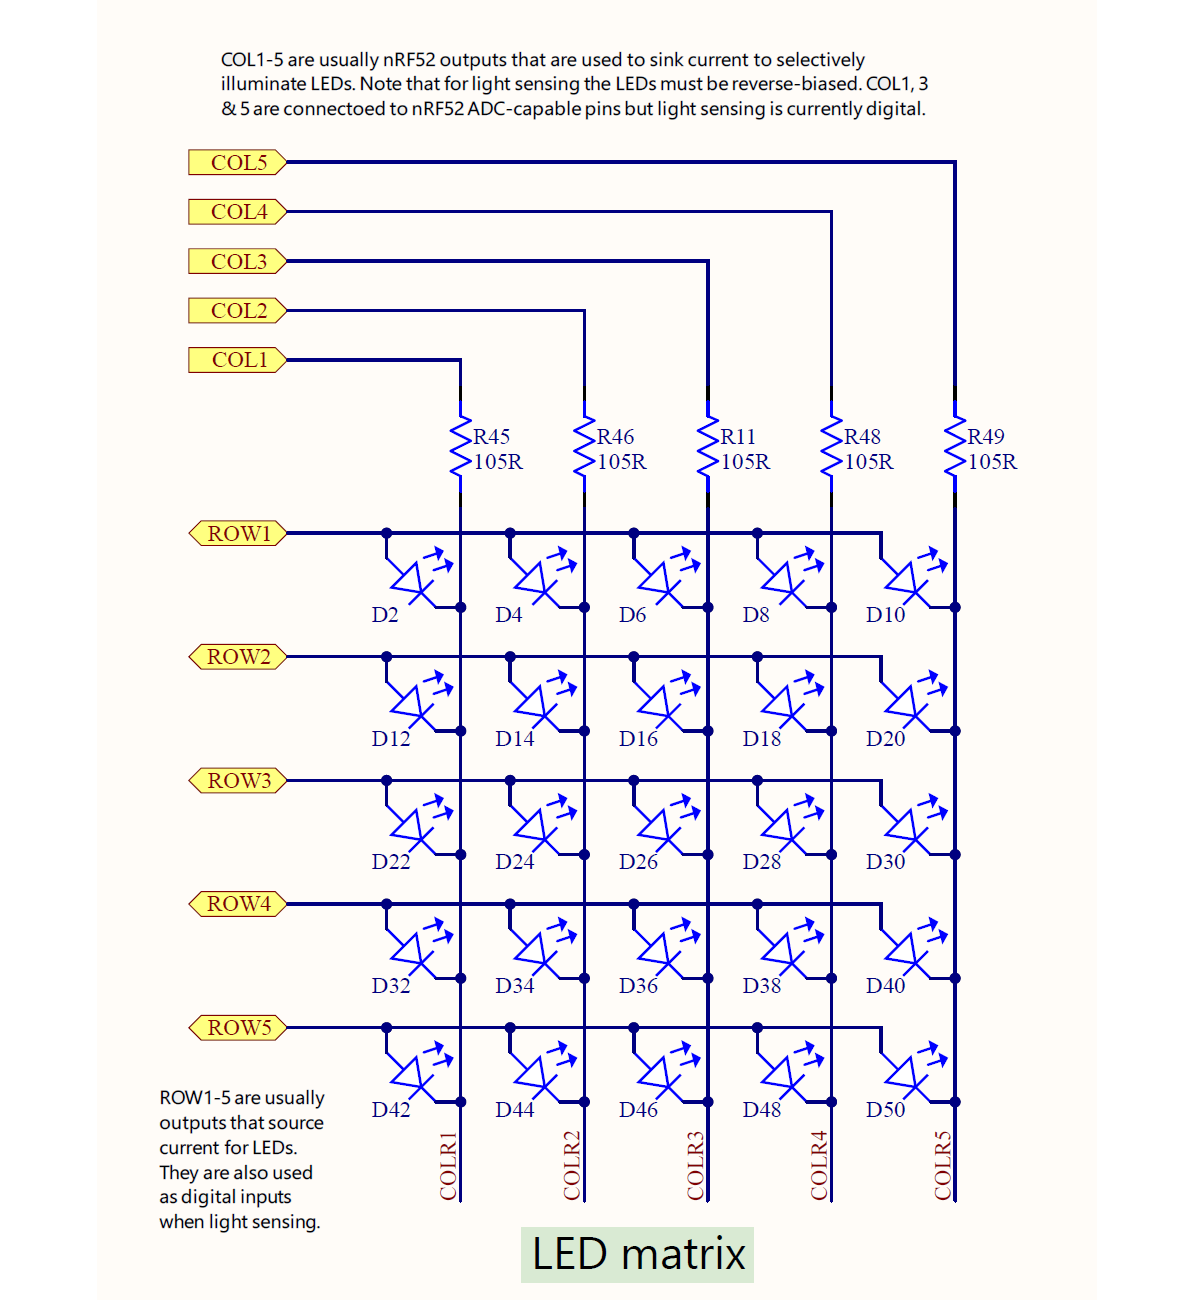 COL1-5 are usually nRF52 outputs that are used to sink current to selectively
illuminate LEDs. Note that for light sensing the LEDs must be reverse-biased. COL1, 3
& 5 are connectoed to nRF52 ADC-capable pins but light sensing is currently digital.
COL5
COL4
COL3
COL2
COL1
R45 R46 R11 R48 R49
105R 105R 105R 105R 105R
ROW1
D2 D4 D6 D8 D10
ROW2
D12 D14 D16 D18 D20
ROW3
D22 D24 D26 D28 D30
ROW4
D32 D34 D36 D38 D40
ROW5
D42 D44 D46 D48 D50
ROW1-5 are usually
outputs that source
current for LEDs.
They are also used
as digital inputs
when light sensing.
COLR1 COLR2 COLR3 COLR4 COLR5
LED matrix